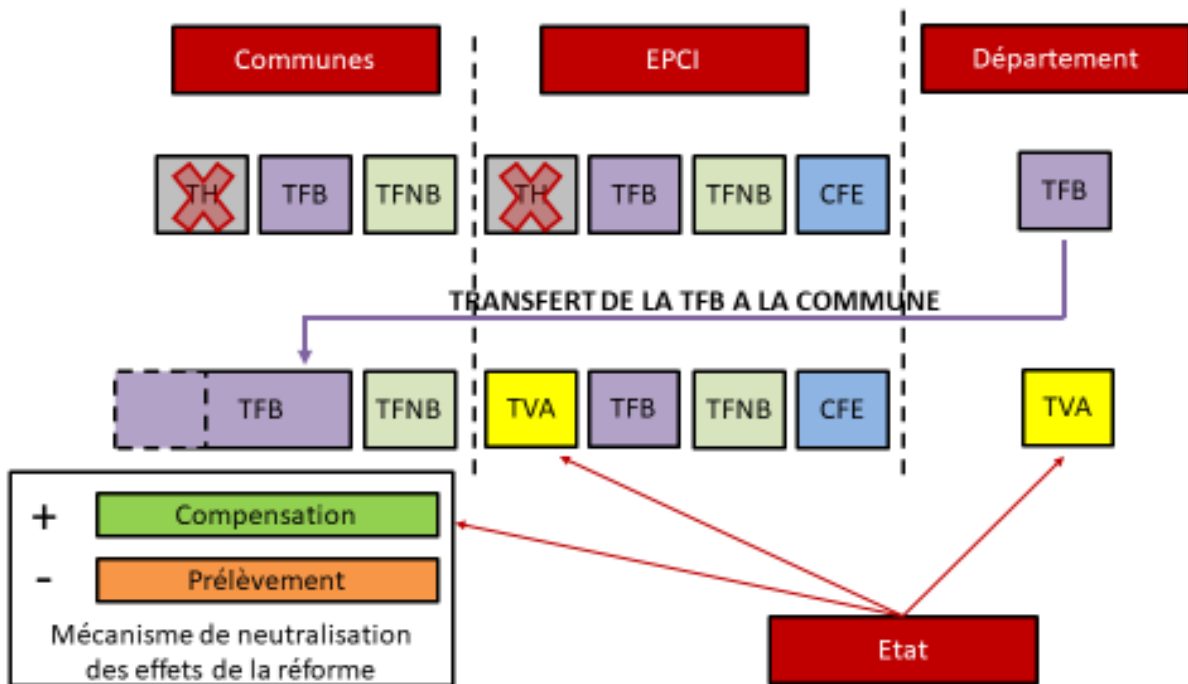 Communes
EPCI
Département
TH
TFB
TFNB
TH
TFB
TFNB
CFE
TFB
TRANSFERT DE LA TFB A LA COMMUNE
TFB
TFNB
TVA
TFB
TFNB
CFE
TVA
+
Compensation
-
Prélèvement
Mécanisme de neutralisation
des effets de la réforme
Etat